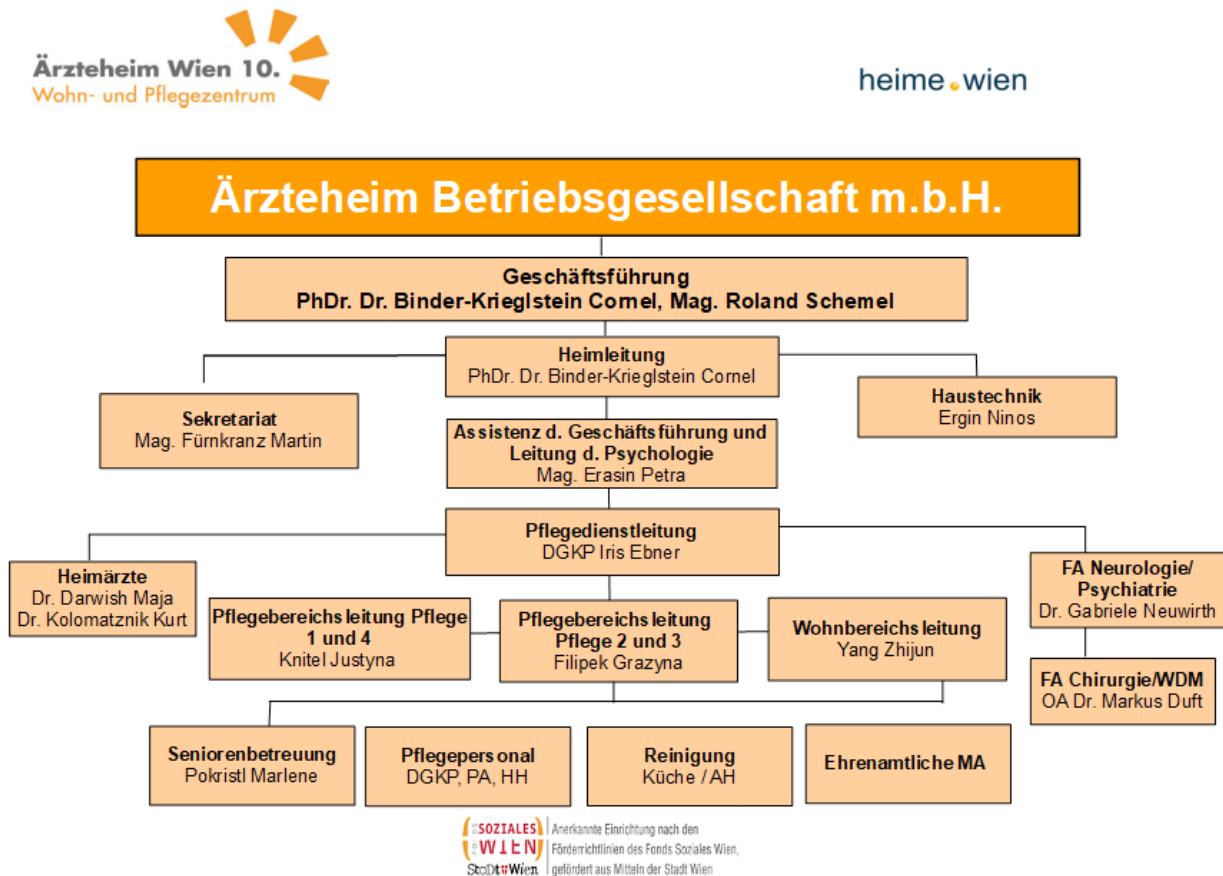 Ärzteheim Wien 10.
Wohn- und Pflegezentrum
heime.wien
Ärzteheim Betriebsgesellschaft m.b.H.
Geschäftsführung
PhDr. Dr. Binder-Krieglstein Cornel, Mag. Roland Schemel
Heimleitung
PhDr. Dr. Binder-Krieglstein Cornel
Sekretariat
Mag. Fürnkranz Martin
Haustechnik
Ergin Ninos
Assistenz d. Geschäftsführung und
Leitung d. Psychologie
Mag. Erasin Petra
Pflegedienstleitung
DGKP Iris Ebner
Heimärzte
Dr. Darwish Maja
Dr. Kolomatznik Kurt
FA Neurologie/
Psychiatrie
Dr. Gabriele Neuwirth
Pflegebereichsleitung Pflege
1 und 4
Knitel Justyna
Pflegebereichsleitung
Pflege 2 und 3
Filipek Grazyna
Wohnbereichsleitung
Yang Zhijun
FA Chirurgie/WDM
OA Dr. Markus Duft
Seniorenbetreuung
Pokristl Marlene
Pflegepersonal
DGKP, PA, HH
Reinigung
Küche / AH
Ehrenamtliche MA
FONDS
SOZIALES
WIEN
StaDt Wien
Anerkannte Einrichtung nach den
Förderrichtlinien des Fonds Soziales Wien,
gefördert aus Mitteln der Stadt Wien